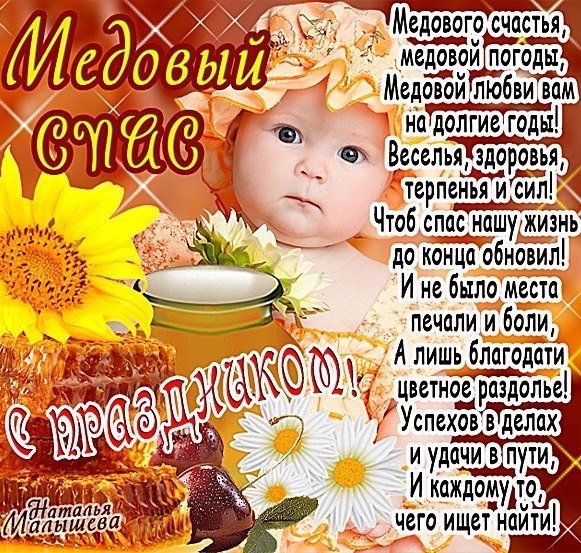 Медовый
СПАС
Медового счастья,
медовой погоды,
Медовой любви вам
на долгие годы!
Веселья, здоровья,
терпенья и сил!
Чтоб спас нашу жизнь
до конца обновил!
И не было места
печали и боли,
А лишь благодати
цветное раздолье!
Успехов в делах
и удачи в пути,
И каждому то,
чего ищет найти!
С ПРАЗДНИКОМ!
Наталья
Малышева